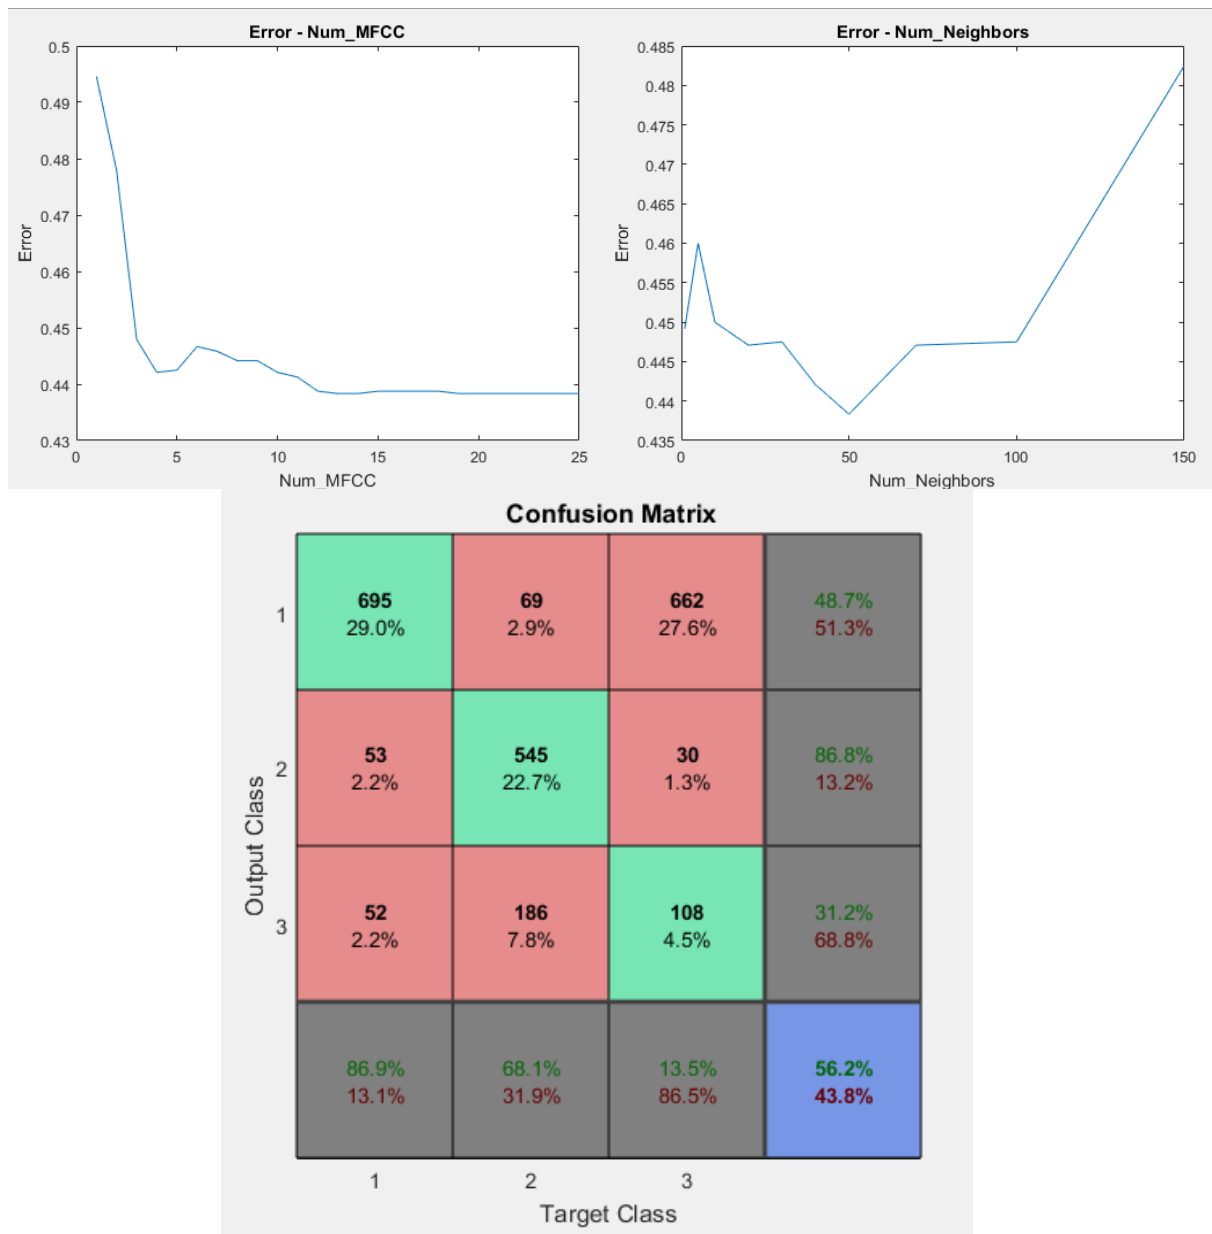 Error - Num_MFCC
0.5
0.49
0.48
0.47
0.46
0.45
0.44
0.43
Error
0 5 10 15 20 25
Num_MFCC
Error - Num_Neighbors
0.485
0.48
0.475
0.47
0.465
0.46
0.455
0.45
0.445
0.44
0.435
Error
0 50 100 150
Num_Neighbors
Confusion Matrix
Output Class
1
695 69 662 48.7%
29.0% 2.9% 27.6% 51.3%
2
53 545 30 86.8%
2.2% 22.7% 1.3% 13.2%
3
52 186 108 31.2%
2.2% 7.8% 4.5% 68.8%
86.9% 68.1% 13.5% 56.2%
13.1% 31.9% 86.5% 43.8%
1 2 3
Target Class